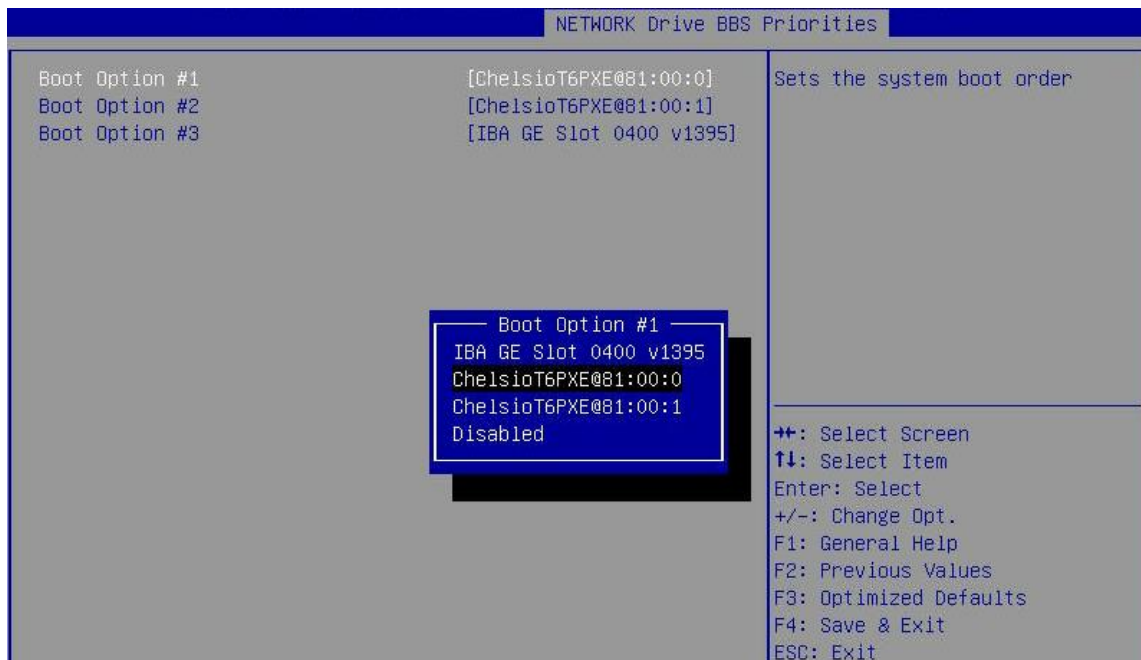 NETWORK Drive BBS Priorities
Boot Option #1 [ChelsioT6PXE@81:00:0]
Boot Option #2 [ChelsioT6PXE@81:00:1]
Boot Option #3 [IBA GE Slot 0400 v1395]
Sets the system boot order
Boot Option #1
IBA GE Slot 0400 v1395
ChelsioT6PXE@81:00:0
ChelsioT6PXE@81:00:1
Disabled
→←: Select Screen
↑↓: Select Item
Enter: Select
+/-: Change Opt.
F1: General Help
F2: Previous Values
F3: Optimized Defaults
F4: Save & Exit
ESC: Exit